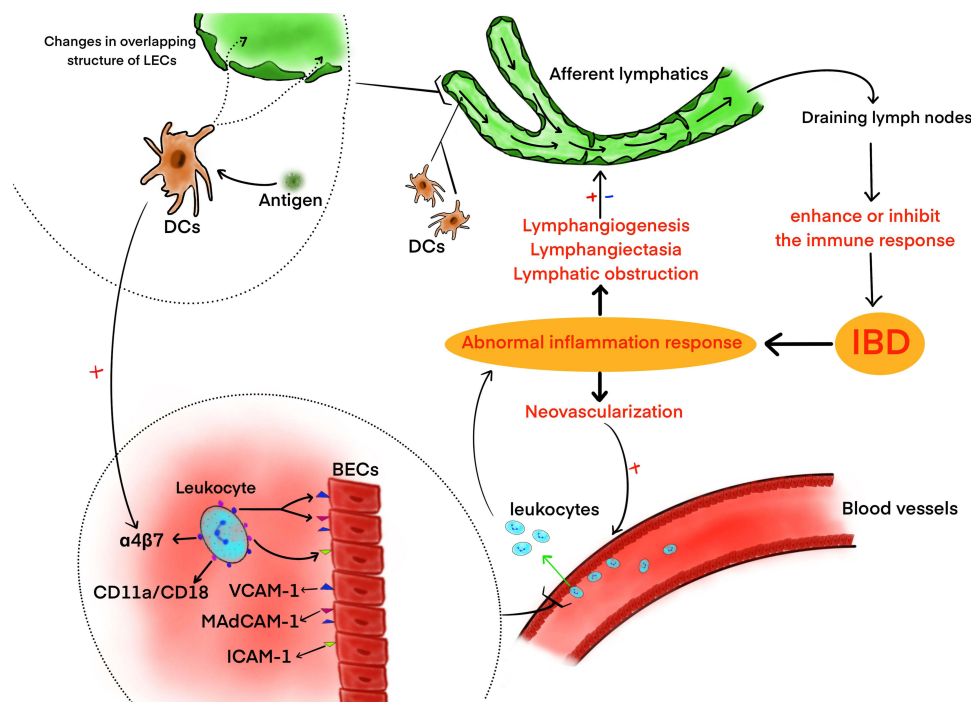 Changes in overlapping
structure of LECs
Afferent lymphatics
Draining lymph nodes
Antigen
DCs
DCs
+ −
Lymphangiogenesis
Lymphangiectasia
Lymphatic obstruction
enhance or inhibit
the immune response
Abnormal inflammation response
IBD
+
Neovascularization
+
BECs
Leukocyte
leukocytes
Blood vessels
α4β7
CD11a/CD18
VCAM-1
MAdCAM-1
ICAM-1